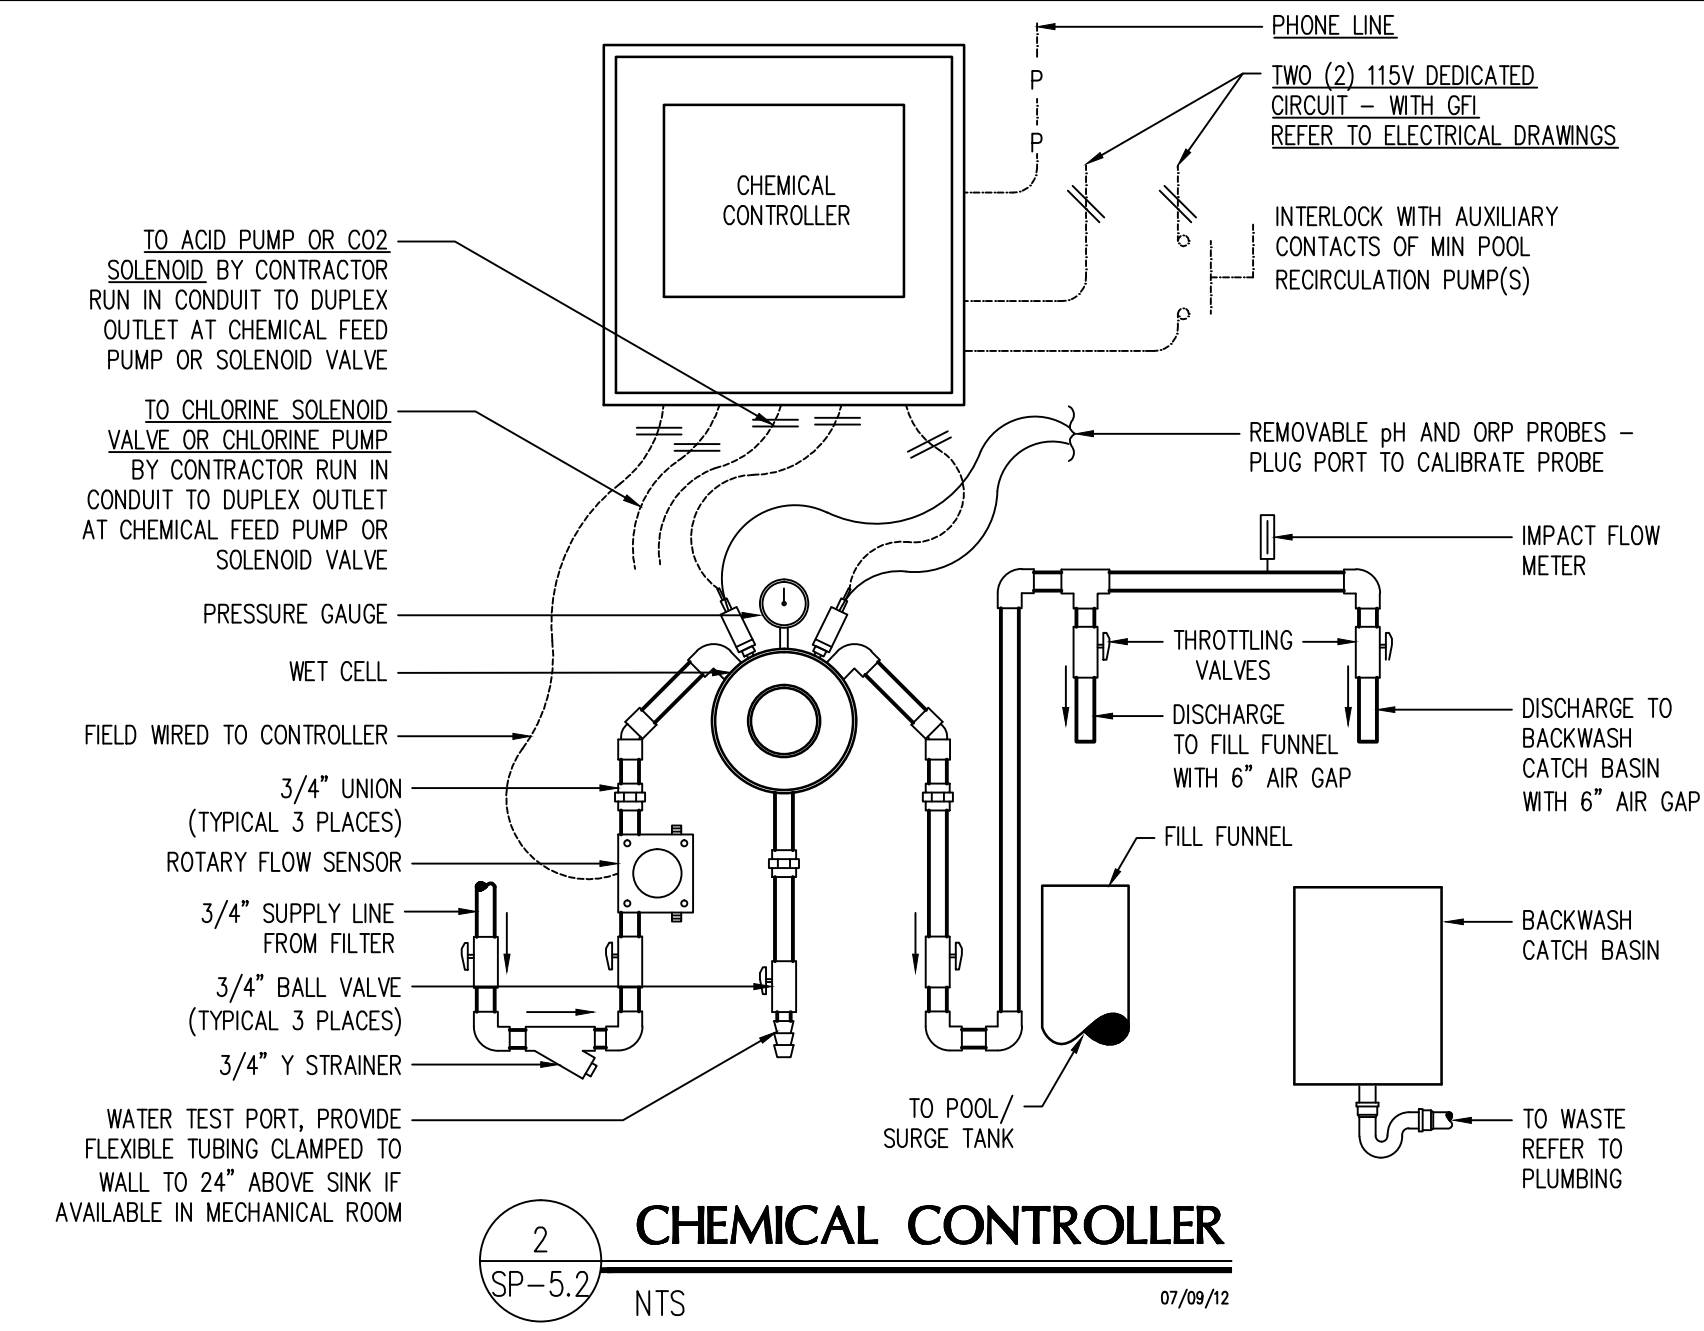 PHONE LINE
P
P
TWO (2) 115V DEDICATED
CIRCUIT - WITH GFI
REFER TO ELECTRICAL DRAWINGS
CHEMICAL
CONTROLLER
INTERLOCK WITH AUXILIARY
CONTACTS OF MIN POOL
RECIRCULATION PUMP(S)
TO ACID PUMP OR CO2
SOLENOID BY CONTRACTOR
RUN IN CONDUIT TO DUPLEX
OUTLET AT CHEMICAL FEED
PUMP OR SOLENOID VALVE
TO CHLORINE SOLENOID
VALVE OR CHLORINE PUMP
BY CONTRACTOR RUN IN
CONDUIT TO DUPLEX OUTLET
AT CHEMICAL FEED PUMP OR
SOLENOID VALVE
REMOVABLE pH AND ORP PROBES -
PLUG PORT TO CALIBRATE PROBE
IMPACT FLOW
METER
PRESSURE GAUGE
WET CELL
THROTTLING
VALVES
FIELD WIRED TO CONTROLLER
DISCHARGE
TO FILL FUNNEL
WITH 6" AIR GAP
DISCHARGE TO
BACKWASH
CATCH BASIN
WITH 6" AIR GAP
3/4" UNION
(TYPICAL 3 PLACES)
ROTARY FLOW SENSOR
FILL FUNNEL
3/4" SUPPLY LINE
FROM FILTER
BACKWASH
CATCH BASIN
3/4" BALL VALVE
(TYPICAL 3 PLACES)
3/4" Y STRAINER
WATER TEST PORT, PROVIDE
FLEXIBLE TUBING CLAMPED TO
WALL TO 24" ABOVE SINK IF
AVAILABLE IN MECHANICAL ROOM
TO POOL/
SURGE TANK
TO WASTE
REFER TO
PLUMBING
2
SP-5.2
CHEMICAL CONTROLLER
NTS
07/09/12